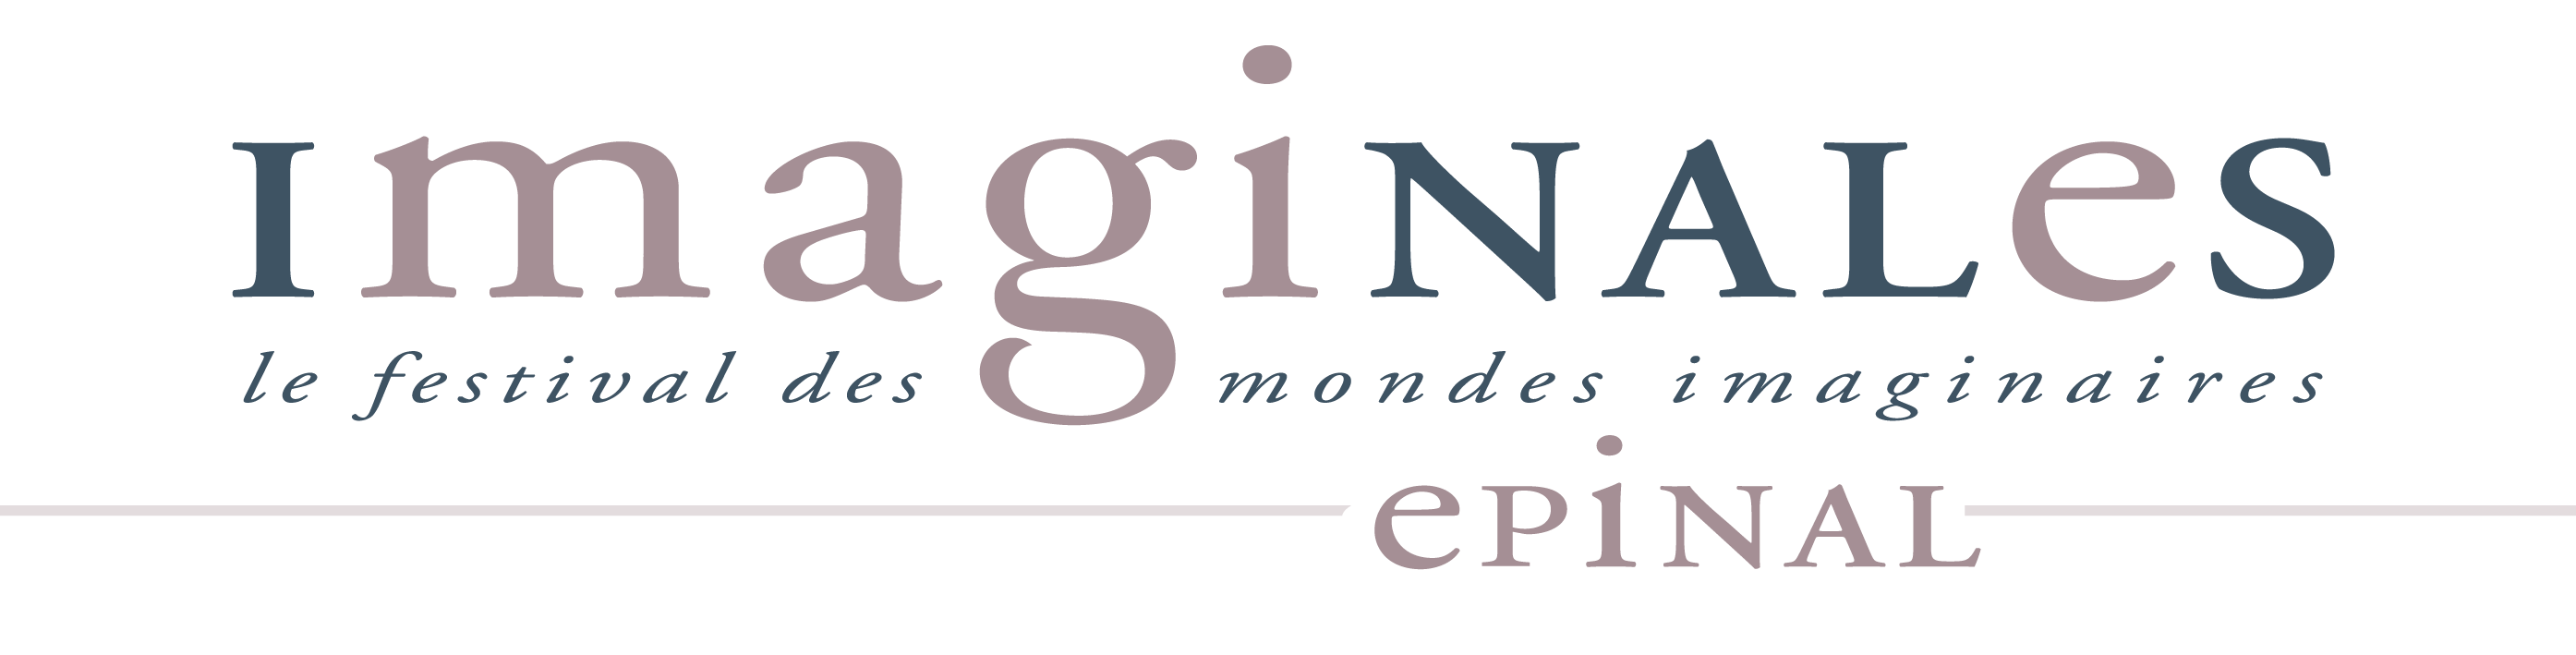 ImagiNALeS
le festival des mondes imaginaires
ePiNAL